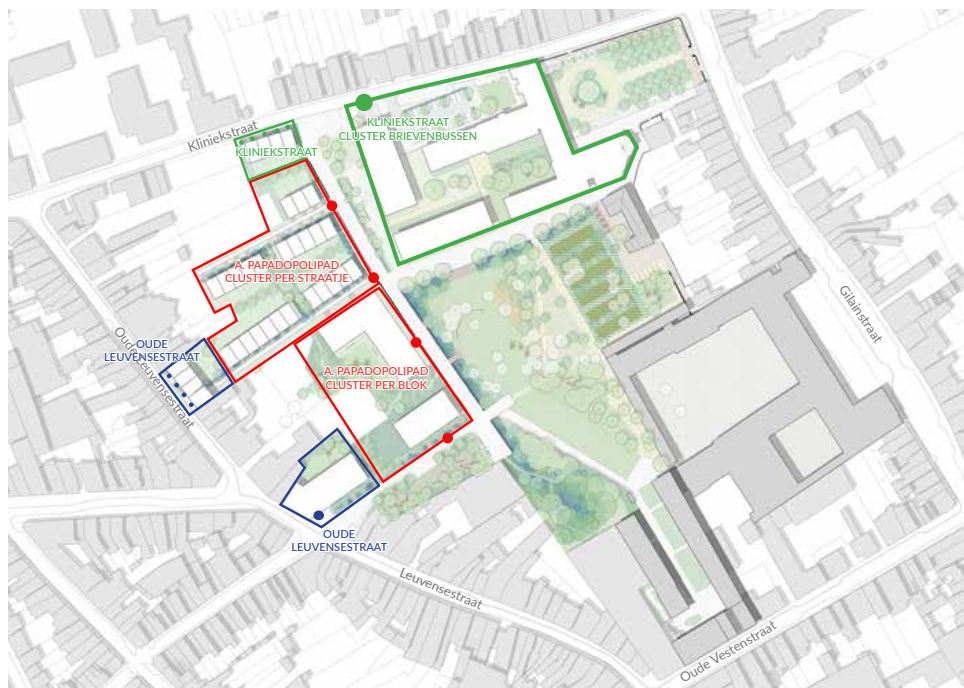 Kliniekstraat
KLINIEKSTRAAT
CLUSTER BRIEVENBUSSEN
KLINIEKSTRAAT
A. PAPADOPOLIPAD
CLUSTER PER STRAATJE
Gilainstraat
OUDE
LEUVENSESTRAAT
Oude Leuvensestraat
A. PAPADOPOLIPAD
CLUSTER PER BLOK
OUDE
LEUVENSESTRAAT
Leuvensestraat
Oude Vestenstraat